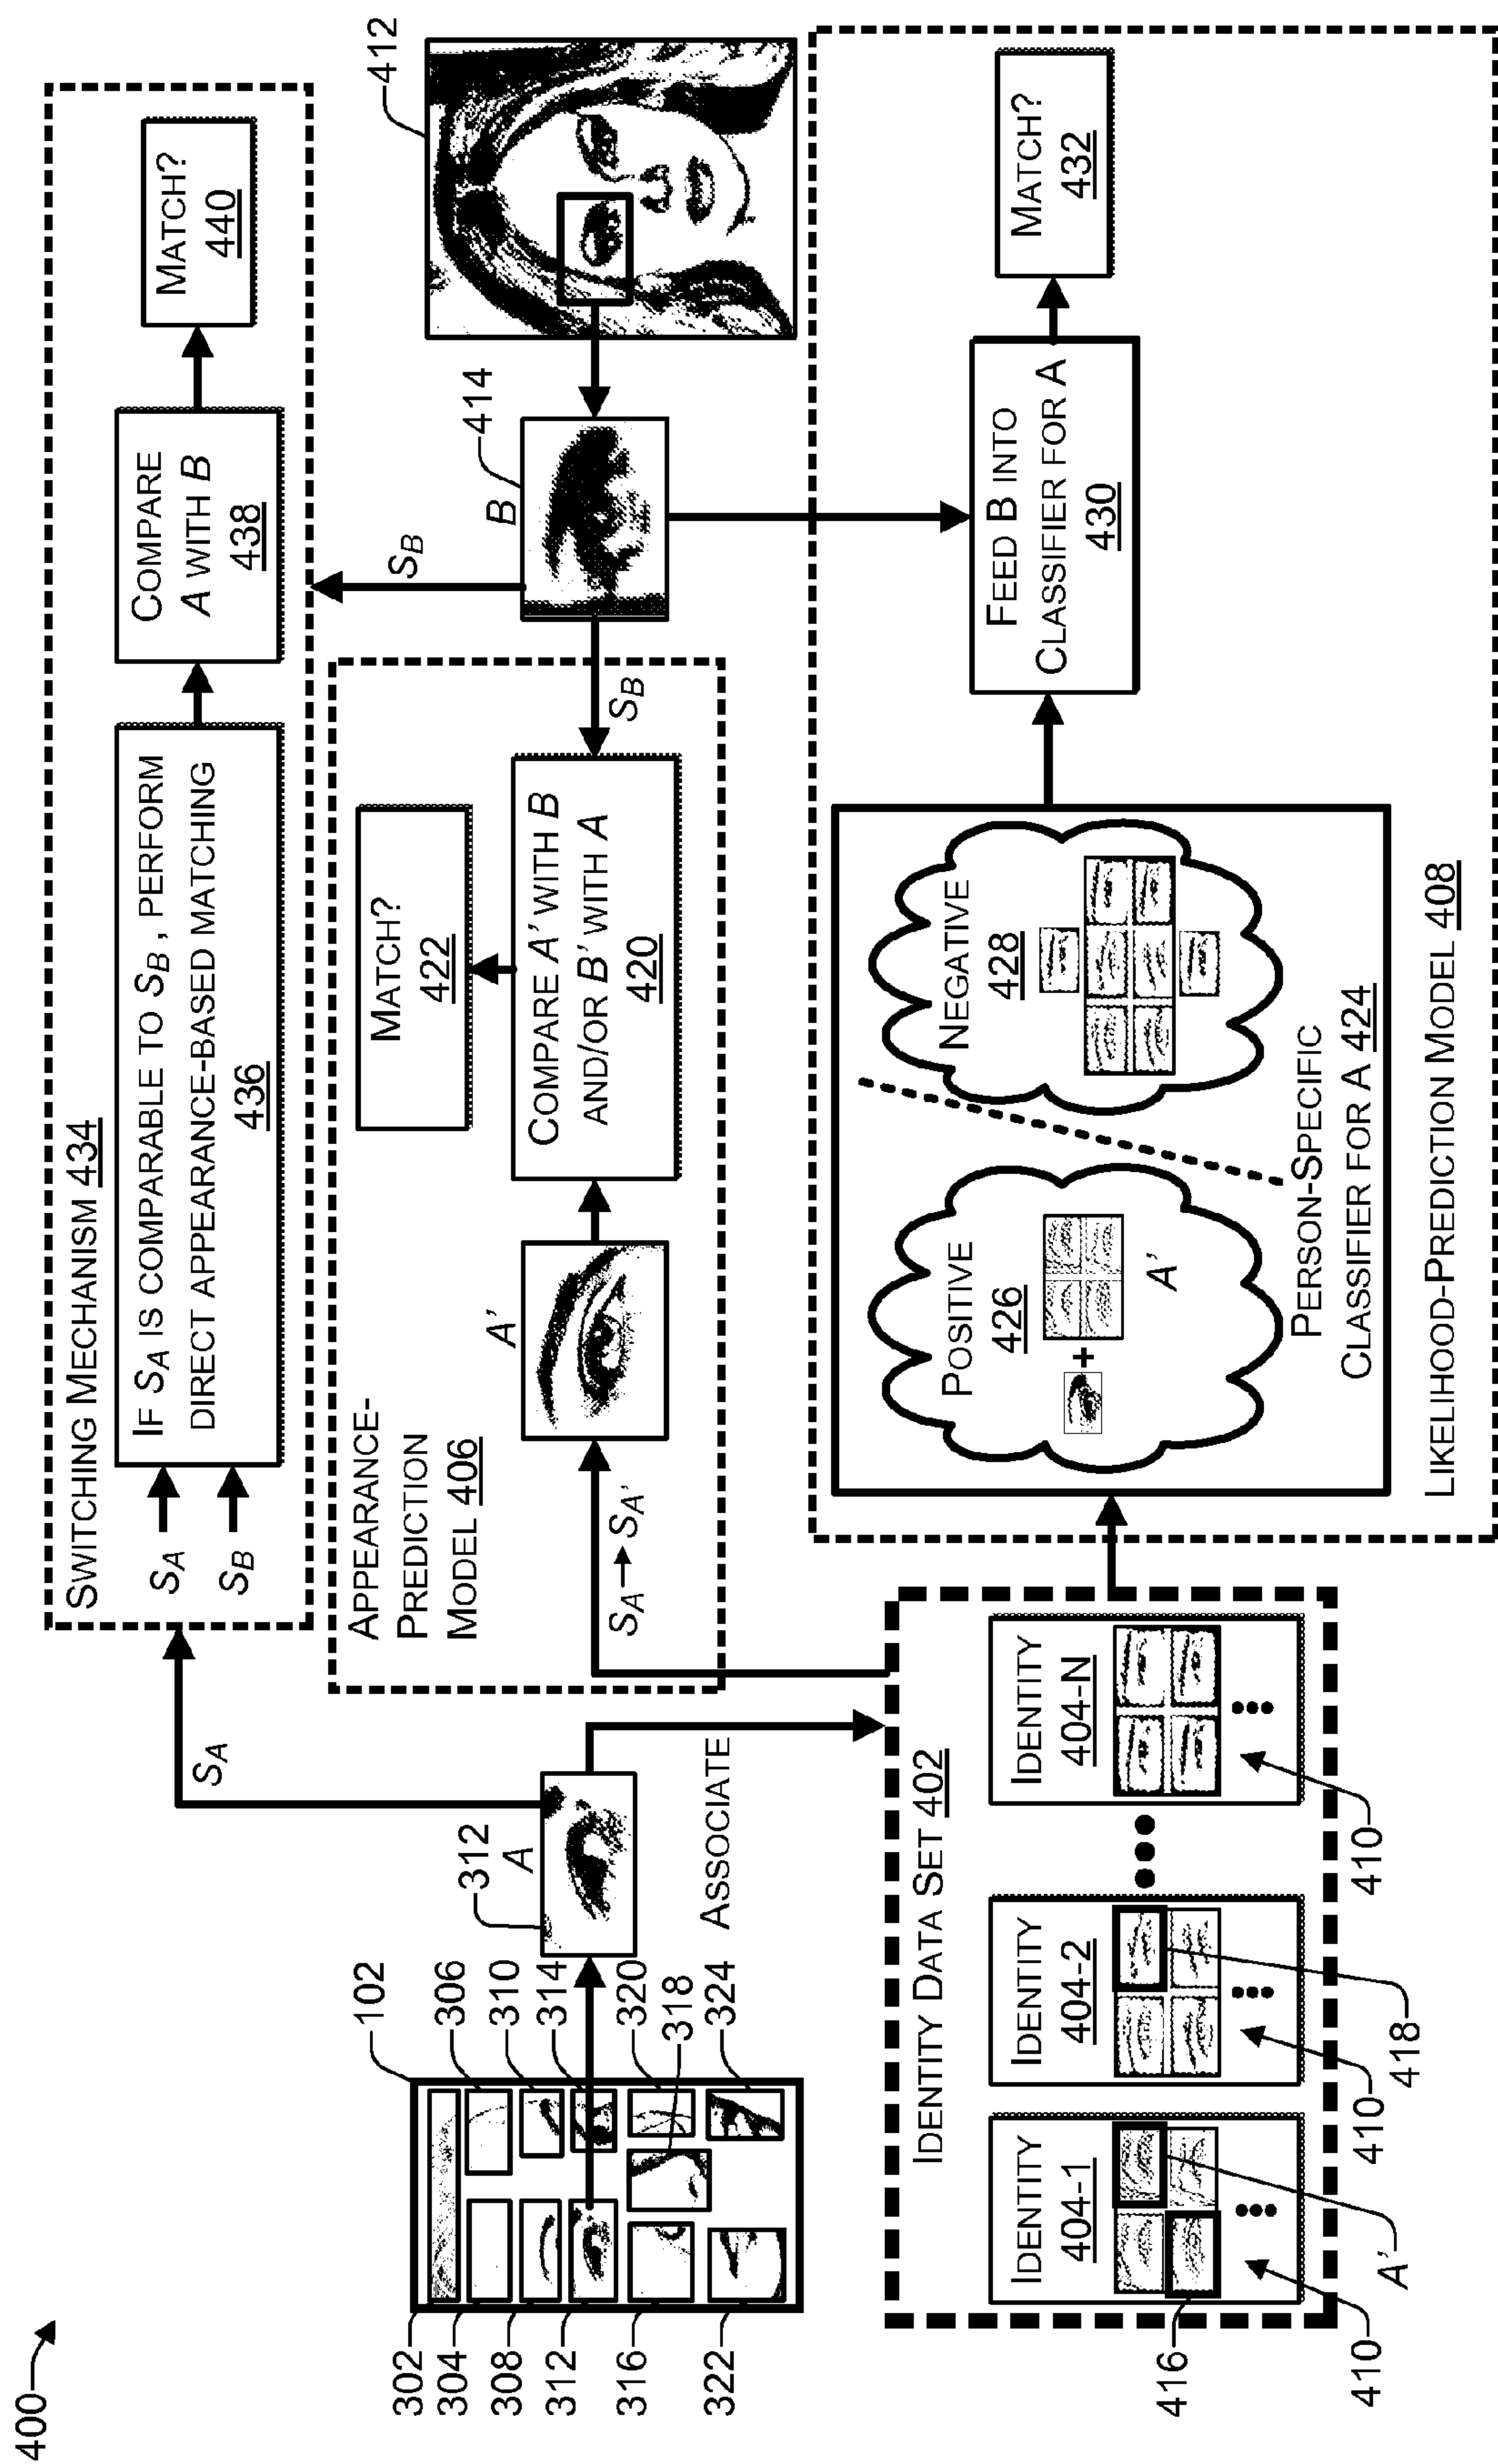 400
SWITCHING MECHANISM 434
SA
SB
IF SA IS COMPARABLE TO SB, PERFORM
DIRECT APPEARANCE-BASED MATCHING
436
COMPARE
A WITH B
438
MATCH?
440
SA
SB
APPEARANCE-
PREDICTION
MODEL 406
SA→SA'
A'
MATCH?
422
COMPARE A' WITH B
AND/OR B' WITH A
420
SB
B
414
412
302
304
308
312
316
322
102
306
310
314
320
318
324
312
A
ASSOCIATE
IDENTITY DATA SET 402
IDENTITY
404-1
IDENTITY
404-2
IDENTITY
404-N
416
410
A'
410
418
410
POSITIVE
426
+
A'
NEGATIVE
428
PERSON-SPECIFIC
CLASSIFIER FOR A 424
FEED B INTO
CLASSIFIER FOR A
430
MATCH?
432
LIKELIHOOD-PREDICTION MODEL 408